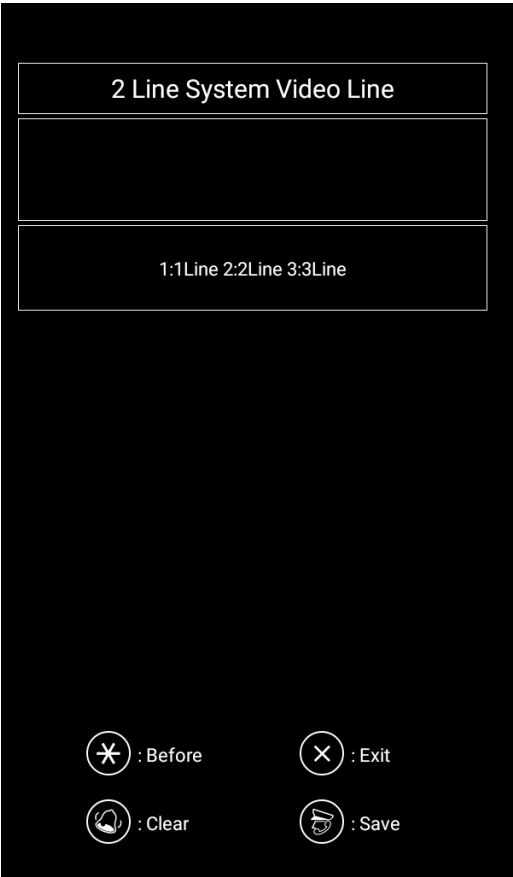 2 Line System Video Line
1:1Line 2:2Line 3:3Line
: Before
: Exit
: Clear
: Save